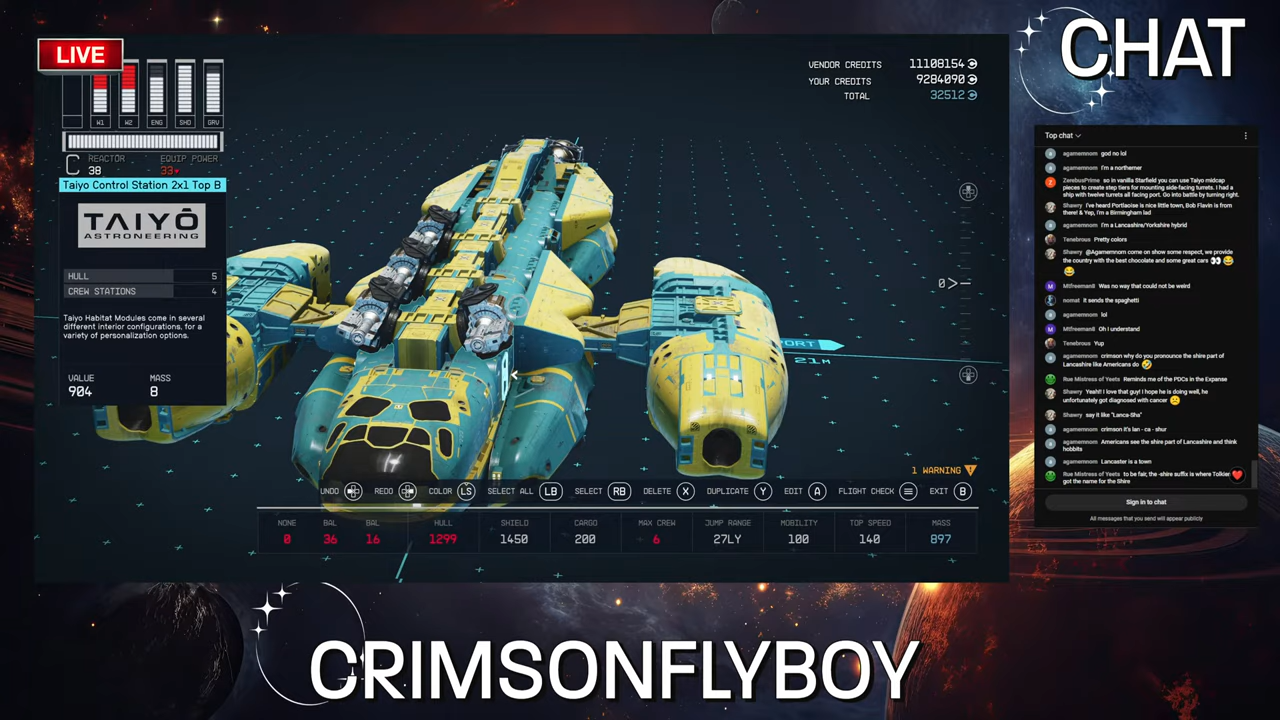 LIVE
CHAT
VENDOR CREDITS 11108154
YOUR CREDITS 9284090
TOTAL 32512
W1 W2 ENG SHD GRV
C REACTOR EQUIP POWER
38 33
Taiyo Control Station 2x1 Top B
TAIYŌ
ASTRONEERING
HULL 5
CREW STATIONS 4
Taiyo Habitat Modules come in several
different interior configurations, for a
variety of personalization options.
VALUE MASS
904 8
0>
PORT
21M
1 WARNING
UNDO REDO COLOR LS SELECT ALL LB SELECT RB DELETE X DUPLICATE Y EDIT A FLIGHT CHECK EXIT B
NONE BAL BAL HULL SHIELD CARGO MAX CREW JUMP RANGE MOBILITY TOP SPEED MASS
0 36 16 1299 1450 200 6 27LY 100 140 897
Top chat
agamemnom god no lol
agamemnom I'm a northerner
ZerebusPrime so in vanilla Starfield you can use Taiyo midcap
pieces to create step tiers for mounting side-facing turrets. I had a
ship with twelve turrets all facing port. Go into battle by turning right.
Shawry I've heard Portlaoise is nice little town, Bob Flavin is from
there! & Yep, I'm a Birmingham lad
agamemnom I'm a Lancashire/Yorkshire hybrid
Tenebrous Pretty colors
Shawry @Agamemnom come on show some respect, we provide
the country with the best chocolate and some great cars 👀 😂
😂
Mlfreeman8 Was no way that could not be weird
nomat it sends the spaghetti
agamemnom lol
Mlfreeman8 Oh I understand
Tenebrous Yup
agamemnom crimson why do you pronounce the shire part of
Lancashire like Americans do 🤣
Rue Mistress of Yeets Reminds me of the PDCs in the Expanse
Shawry Yeah!! I love that guy! I hope he is doing well, he
unfortunately got diagnosed with cancer ☹️
Shawry say it like "Lanca-Sha"
agamemnom crimson it's lan - ca - shur
agamemnom Americans see the shire part of Lancashire and think
hobbits
agamemnom Lancaster is a town
Rue Mistress of Yeets to be fair, the -shire suffix is where Tolkien
got the name for the Shire
Sign in to chat
All messages that you send will appear publicly
CRIMSONFLYBOY